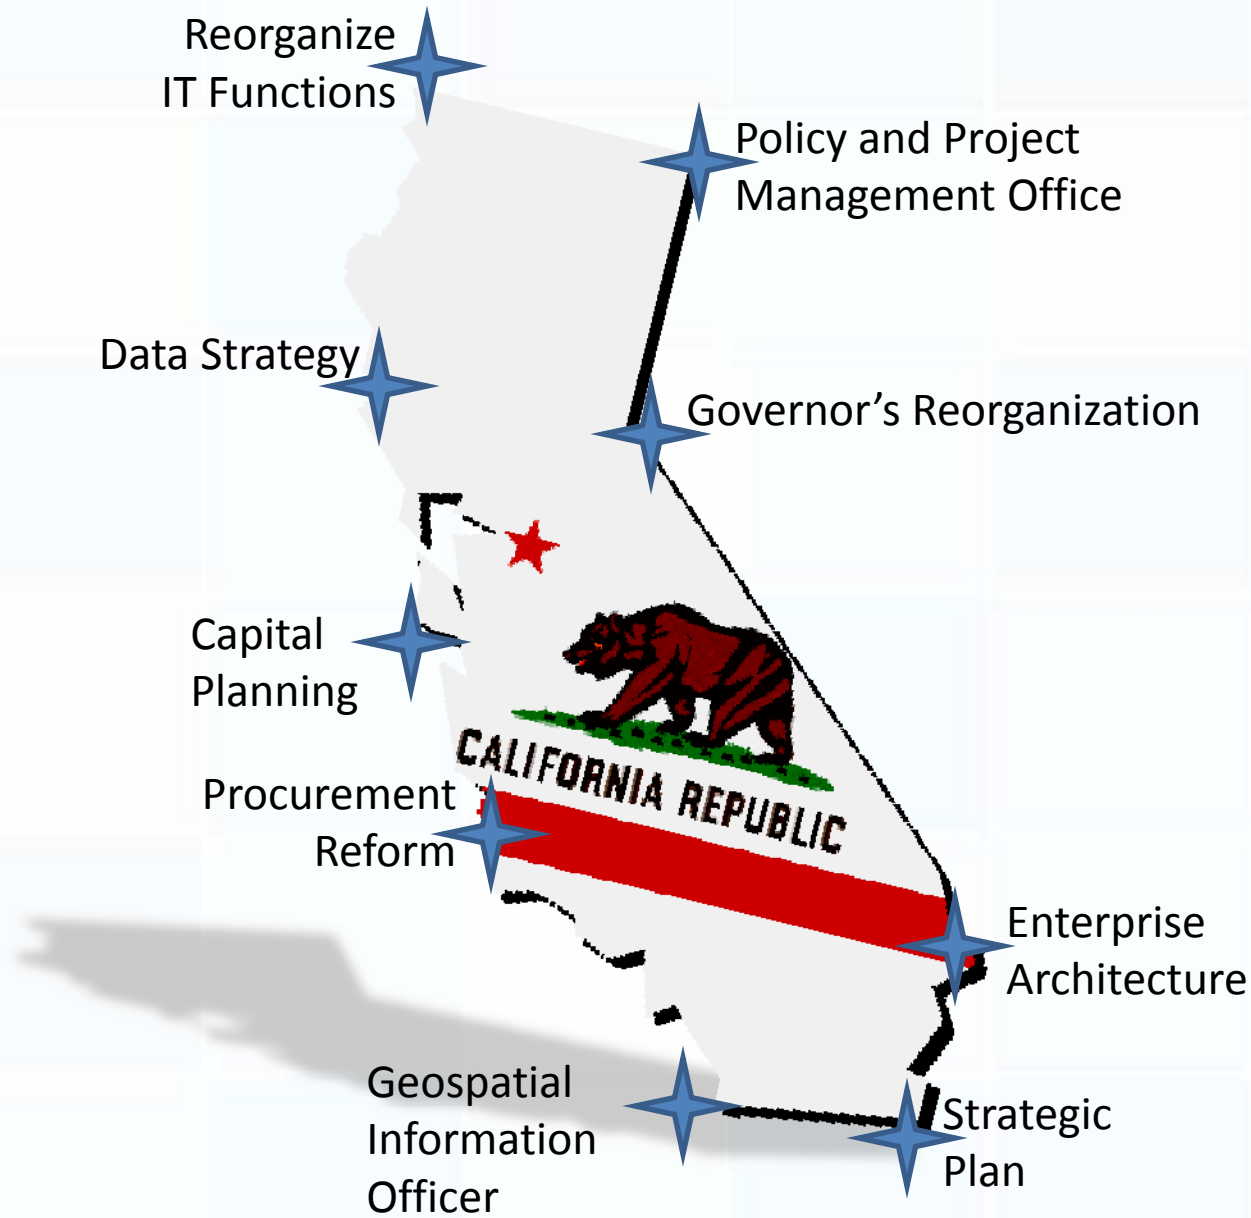 Reorganize
IT Functions
Policy and Project
Management Office
Data Strategy
Governor’s Reorganization
Capital
Planning
CALIFORNIA REPUBLIC
Procurement
Reform
Enterprise
Architecture
Geospatial
Information
Officer
Strategic
Plan